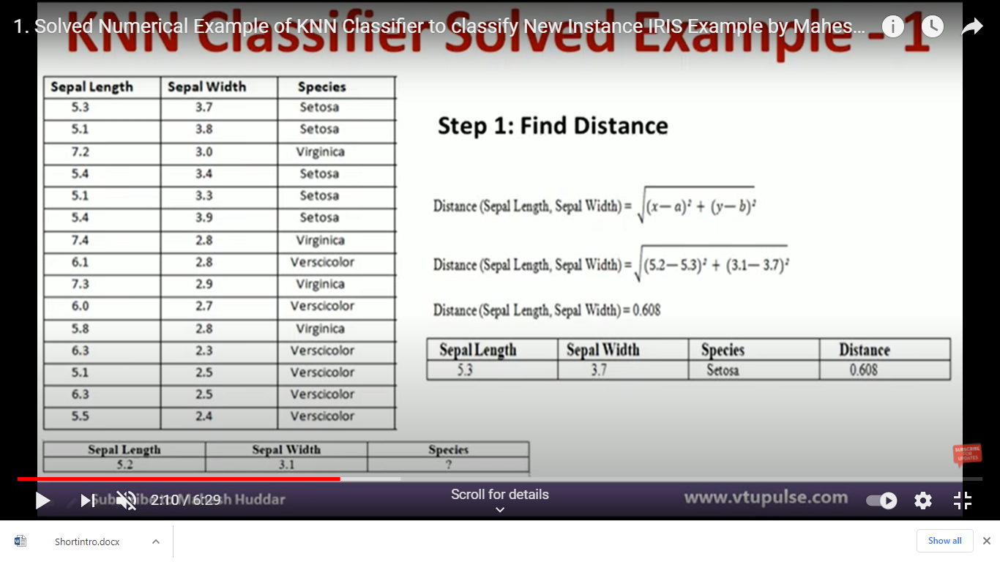 KNN Classifier Solved Example - 1
1. Solved Numerical Example of KNN Classifier to classify New Instance IRIS Example by Mahes...
Sepal Length Sepal Width Species
5.3 3.7 Setosa
5.1 3.8 Setosa
7.2 3.0 Virginica
5.4 3.4 Setosa
5.1 3.3 Setosa
5.4 3.9 Setosa
7.4 2.8 Virginica
6.1 2.8 Verscicolor
7.3 2.9 Virginica
6.0 2.7 Verscicolor
5.8 2.8 Virginica
6.3 2.3 Verscicolor
5.1 2.5 Verscicolor
6.3 2.5 Verscicolor
5.5 2.4 Verscicolor
Step 1: Find Distance
Distance (Sepal Length, Sepal Width) = √(x— a)² + (y— b)²
Distance (Sepal Length, Sepal Width) = √(5.2— 5.3)² + (3.1— 3.7)²
Distance (Sepal Length, Sepal Width) = 0.608
Sepal Length Sepal Width Species Distance
5.3 3.7 Setosa 0.608
Sepal Length Sepal Width Species
5.2 3.1 ?
SUBSCRIBE
FOR
UPDATES
2:10 / 6:29
Huddar
Scroll for details
www.vtupulse.com
Shortintro.docx
Show all